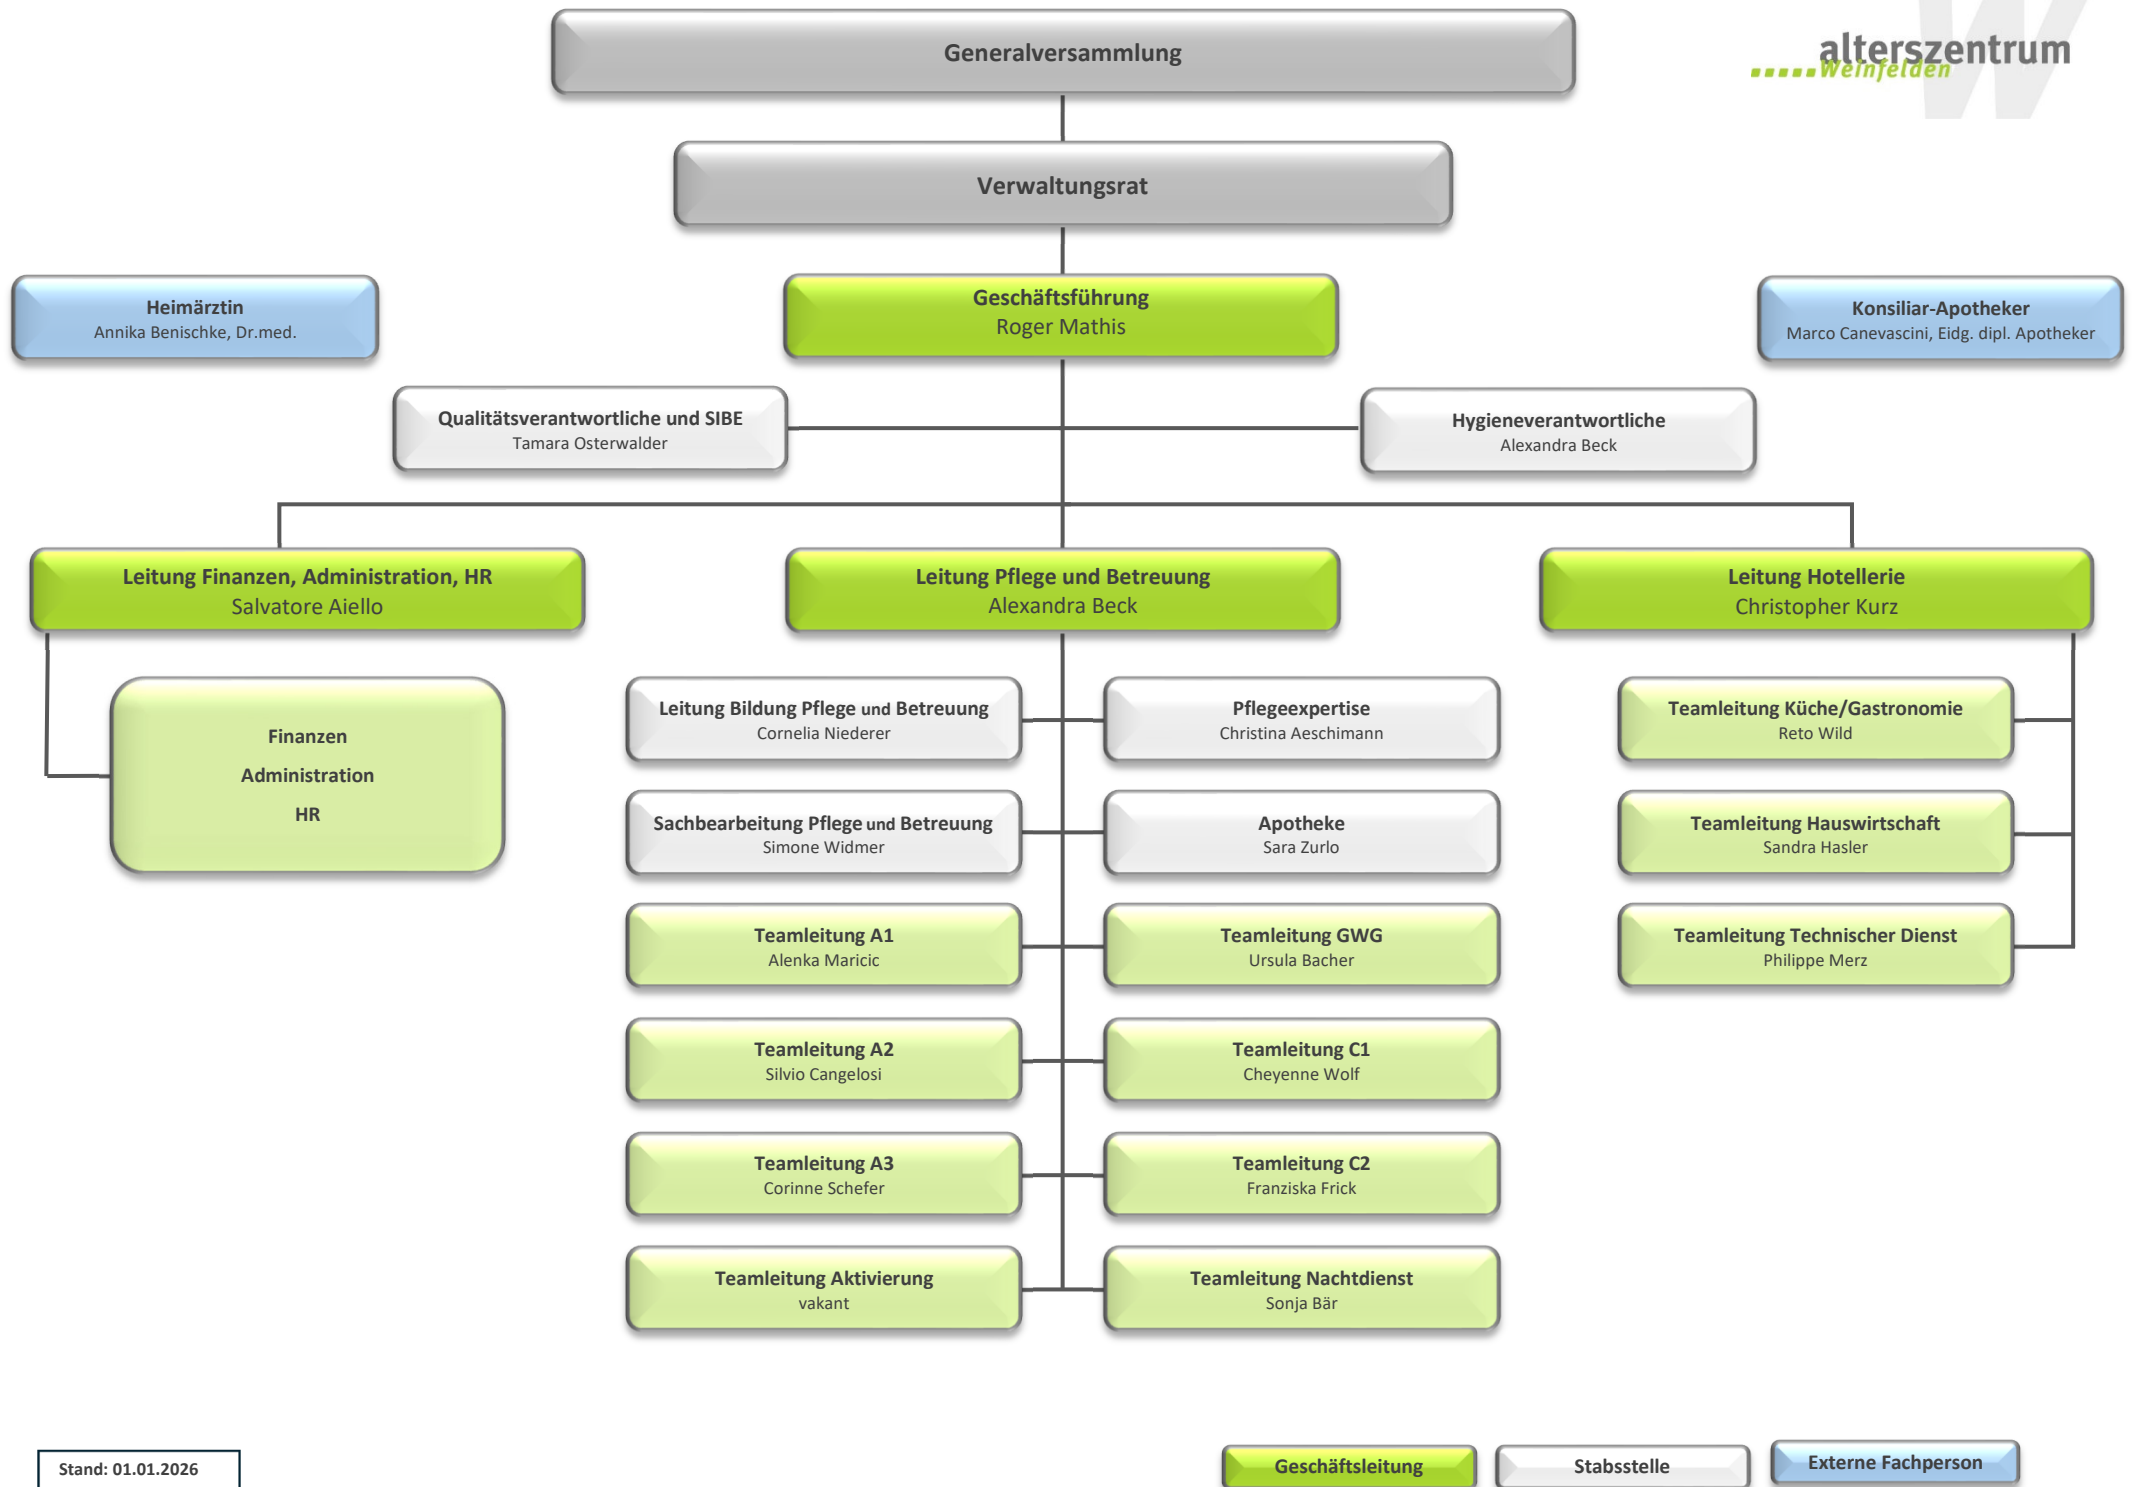 Generalversammlung
alterszentrum
Weinfelden
Verwaltungsrat
Heimärztin
Annika Benischke, Dr.med.
Geschäftsführung
Roger Mathis
Konsiliar-Apotheker
Marco Canevascini, Eidg. dipl. Apotheker
Qualitätsverantwortliche und SIBE
Tamara Osterwalder
Hygieneverantwortliche
Alexandra Beck
Leitung Finanzen, Administration, HR
Salvatore Aiello
Leitung Pflege und Betreuung
Alexandra Beck
Leitung Hotellerie
Christopher Kurz
Finanzen
Administration
HR
Leitung Bildung Pflege und Betreuung
Cornelia Niederer
Pflegeexpertise
Christina Aeschimann
Teamleitung Küche/Gastronomie
Reto Wild
Sachbearbeitung Pflege und Betreuung
Simone Widmer
Apotheke
Sara Zurlo
Teamleitung Hauswirtschaft
Sandra Hasler
Teamleitung A1
Alenka Maricic
Teamleitung GWG
Ursula Bacher
Teamleitung Technischer Dienst
Philippe Merz
Teamleitung A2
Silvio Cangelosi
Teamleitung C1
Cheyenne Wolf
Teamleitung A3
Corinne Schefer
Teamleitung C2
Franziska Frick
Teamleitung Aktivierung
vakant
Teamleitung Nachtdienst
Sonja Bär
Stand: 01.01.2026
Geschäftsleitung
Stabsstelle
Externe Fachperson